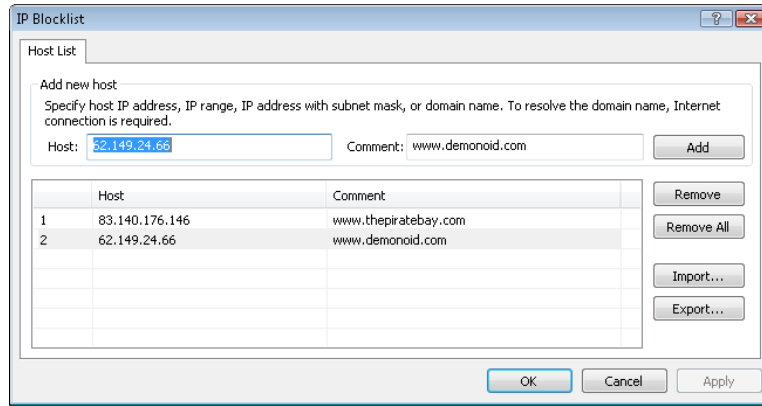 IP Blocklist
Host List
Add new host
Specify host IP address, IP range, IP address with subnet mask, or domain name. To resolve the domain name, Internet
connection is required.
Host: 62.149.24.66 Comment: www.demonoid.com Add
Host Comment
1 83.140.176.146 www.thepiratebay.com
2 62.149.24.66 www.demonoid.com
Remove
Remove All
Import...
Export...
OK Cancel Apply